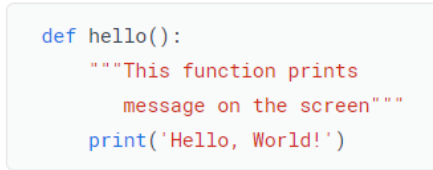 def hello():
    """This function prints
       message on the screen"""
    print('Hello, World!')